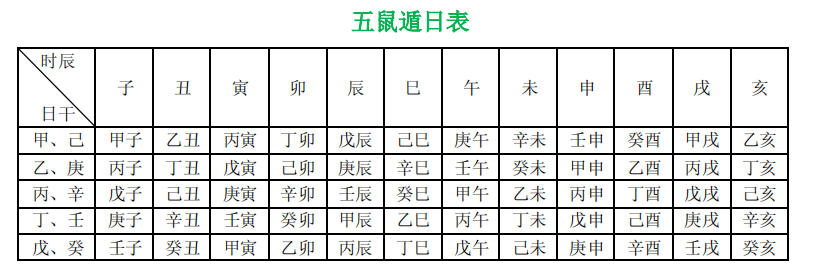 五鼠遁日表
时辰
日干
子 丑 寅 卯 辰 巳 午 未 申 酉 戌 亥
甲、己 甲子 乙丑 丙寅 丁卯 戊辰 己巳 庚午 辛未 壬申 癸酉 甲戌 乙亥
乙、庚 丙子 丁丑 戊寅 己卯 庚辰 辛巳 壬午 癸未 甲申 乙酉 丙戌 丁亥
丙、辛 戊子 己丑 庚寅 辛卯 壬辰 癸巳 甲午 乙未 丙申 丁酉 戊戌 己亥
丁、壬 庚子 辛丑 壬寅 癸卯 甲辰 乙巳 丙午 丁未 戊申 己酉 庚戌 辛亥
戊、癸 壬子 癸丑 甲寅 乙卯 丙辰 丁巳 戊午 己未 庚申 辛酉 壬戌 癸亥